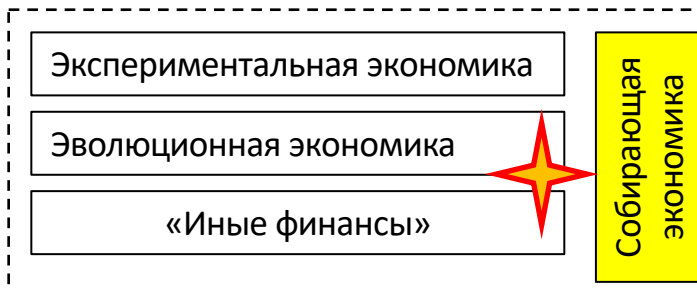 Экспериментальная экономика
Эволюционная экономика
«Иные финансы»
Собирающая
экономика